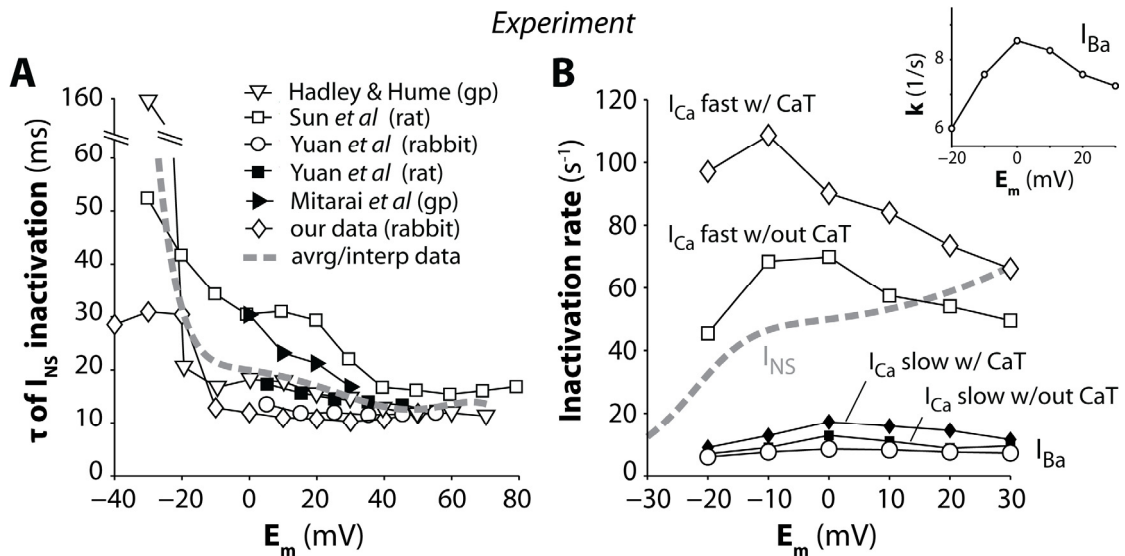 Experiment
A
τ of I_NS inactivation (ms)
160
60
50
40
30
20
10
0
−40
−20
0
20
40
60
80
E_m (mV)
Hadley & Hume (gp)
Sun et al (rat)
Yuan et al (rabbit)
Yuan et al (rat)
Mitarai et al (gp)
our data (rabbit)
avrg/interp data
B
Inactivation rate (s⁻¹)
120
100
80
60
40
20
0
−30
−20
−10
0
10
20
30
E_m (mV)
I_Ca fast w/ CaT
I_Ca fast w/out CaT
I_NS
I_Ca slow w/ CaT
I_Ca slow w/out CaT
I_Ba
I_Ba
k (1/s)
8
6
−20
0
20
E_m (mV)